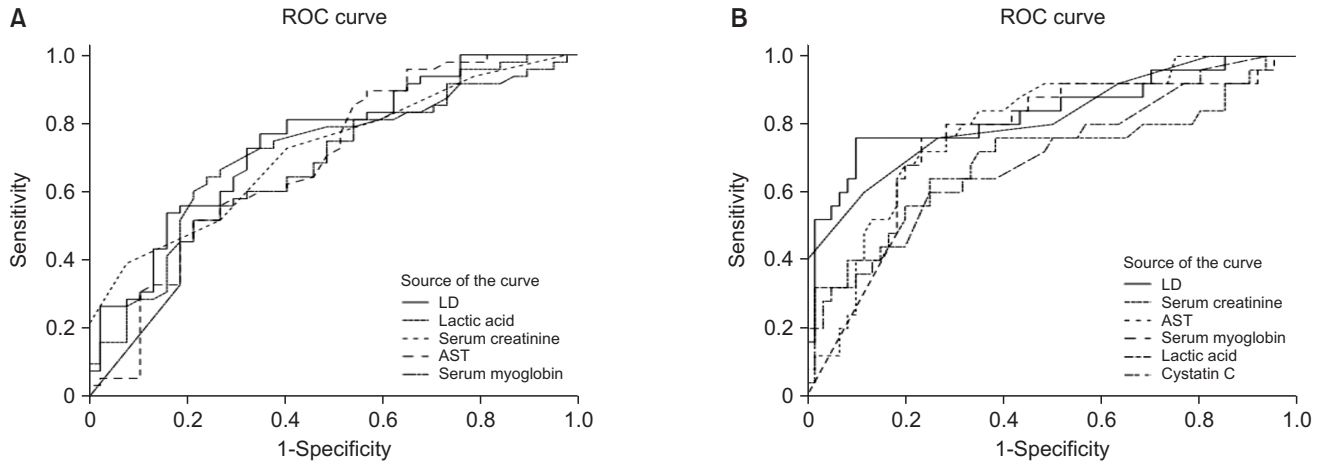 A
ROC curve
1.0
0.8
0.6
0.4
0.2
0
Sensitivity
0
0.2
0.4
0.6
0.8
1.0
1-Specificity
Source of the curve
LD
Lactic acid
Serum creatinine
AST
Serum myoglobin
B
ROC curve
1.0
0.8
0.6
0.4
0.2
0
Sensitivity
0
0.2
0.4
0.6
0.8
1.0
1-Specificity
Source of the curve
LD
Serum creatinine
AST
Serum myoglobin
Lactic acid
Cystatin C